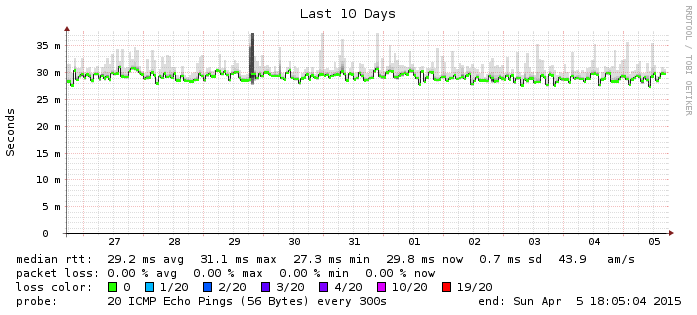 Last 10 Days
RRDTOOL / TOBI OETIKER
Seconds
35 m
30 m
25 m
20 m
15 m
10 m
5 m
0
27 28 29 30 31 01 02 03 04 05
median rtt: 29.2 ms avg 31.1 ms max 27.3 ms min 29.8 ms now 0.7 ms sd 43.9 am/s
packet loss: 0.00 % avg 0.00 % max 0.00 % min 0.00 % now
loss color: 0 1/20 2/20 3/20 4/20 10/20 19/20
probe: 20 ICMP Echo Pings (56 Bytes) every 300s end: Sun Apr 5 18:05:04 2015